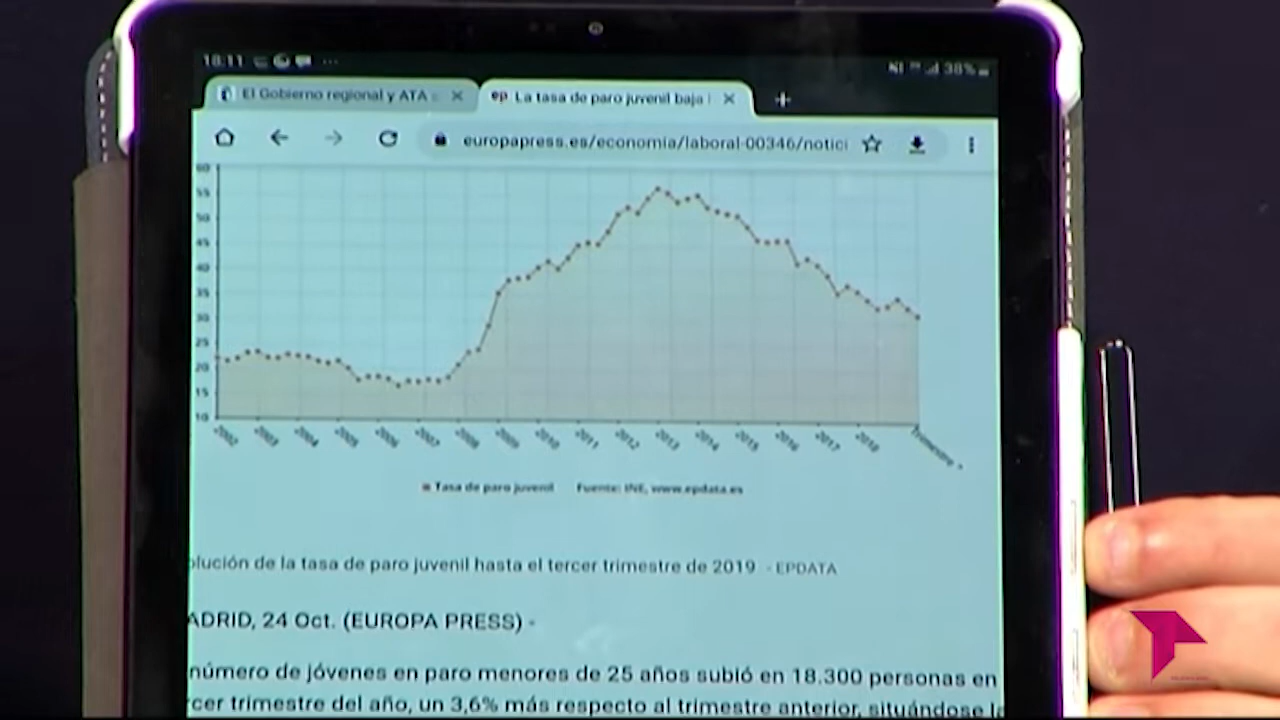 18:11
38%
El Gobierno regional y ATA
ep La tasa de paro juvenil baja
europapress.es/economia/laboral-00346/notici
60
55
50
45
40
35
30
25
20
15
10
2002 2003 2004 2005 2006 2007 2008 2009 2010 2011 2012 2013 2014 2015 2016 2017 2018 Trimestre
Tasa de paro juvenil Fuente: INE, www.epdata.es
olución de la tasa de paro juvenil hasta el tercer trimestre de 2019 - EPDATA
ADRID, 24 Oct. (EUROPA PRESS) -
número de jóvenes en paro menores de 25 años subió en 18.300 personas en
rcer trimestre del año, un 3,6% más respecto al trimestre anterior, situándose la